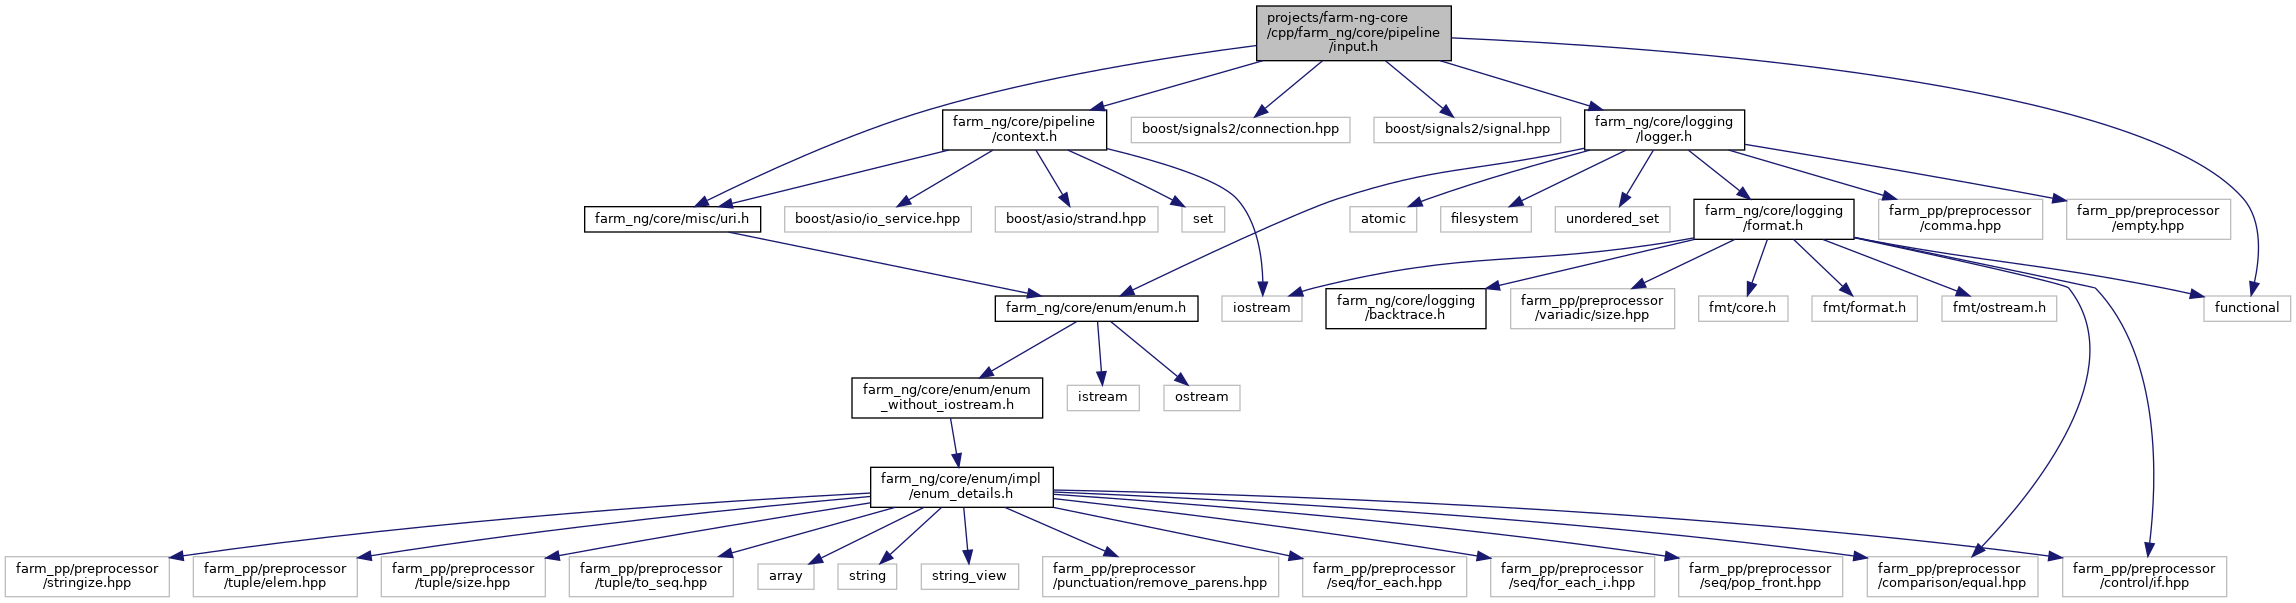 projects/farm-ng-core
/cpp/farm_ng/core/pipeline
/input.h
farm_ng/core/pipeline
/context.h
boost/signals2/connection.hpp
boost/signals2/signal.hpp
farm_ng/core/logging
/logger.h
farm_ng/core/misc/uri.h
boost/asio/io_service.hpp
boost/asio/strand.hpp
set
atomic
filesystem
unordered_set
farm_ng/core/logging
/format.h
farm_pp/preprocessor
/comma.hpp
farm_pp/preprocessor
/empty.hpp
farm_ng/core/enum/enum.h
iostream
farm_ng/core/logging
/backtrace.h
farm_pp/preprocessor
/variadic/size.hpp
fmt/core.h
fmt/format.h
fmt/ostream.h
functional
farm_ng/core/enum/enum
_without_iostream.h
istream
ostream
farm_ng/core/enum/impl
/enum_details.h
farm_pp/preprocessor
/stringize.hpp
farm_pp/preprocessor
/tuple/elem.hpp
farm_pp/preprocessor
/tuple/size.hpp
farm_pp/preprocessor
/tuple/to_seq.hpp
array
string
string_view
farm_pp/preprocessor
/punctuation/remove_parens.hpp
farm_pp/preprocessor
/seq/for_each.hpp
farm_pp/preprocessor
/seq/for_each_i.hpp
farm_pp/preprocessor
/seq/pop_front.hpp
farm_pp/preprocessor
/comparison/equal.hpp
farm_pp/preprocessor
/control/if.hpp